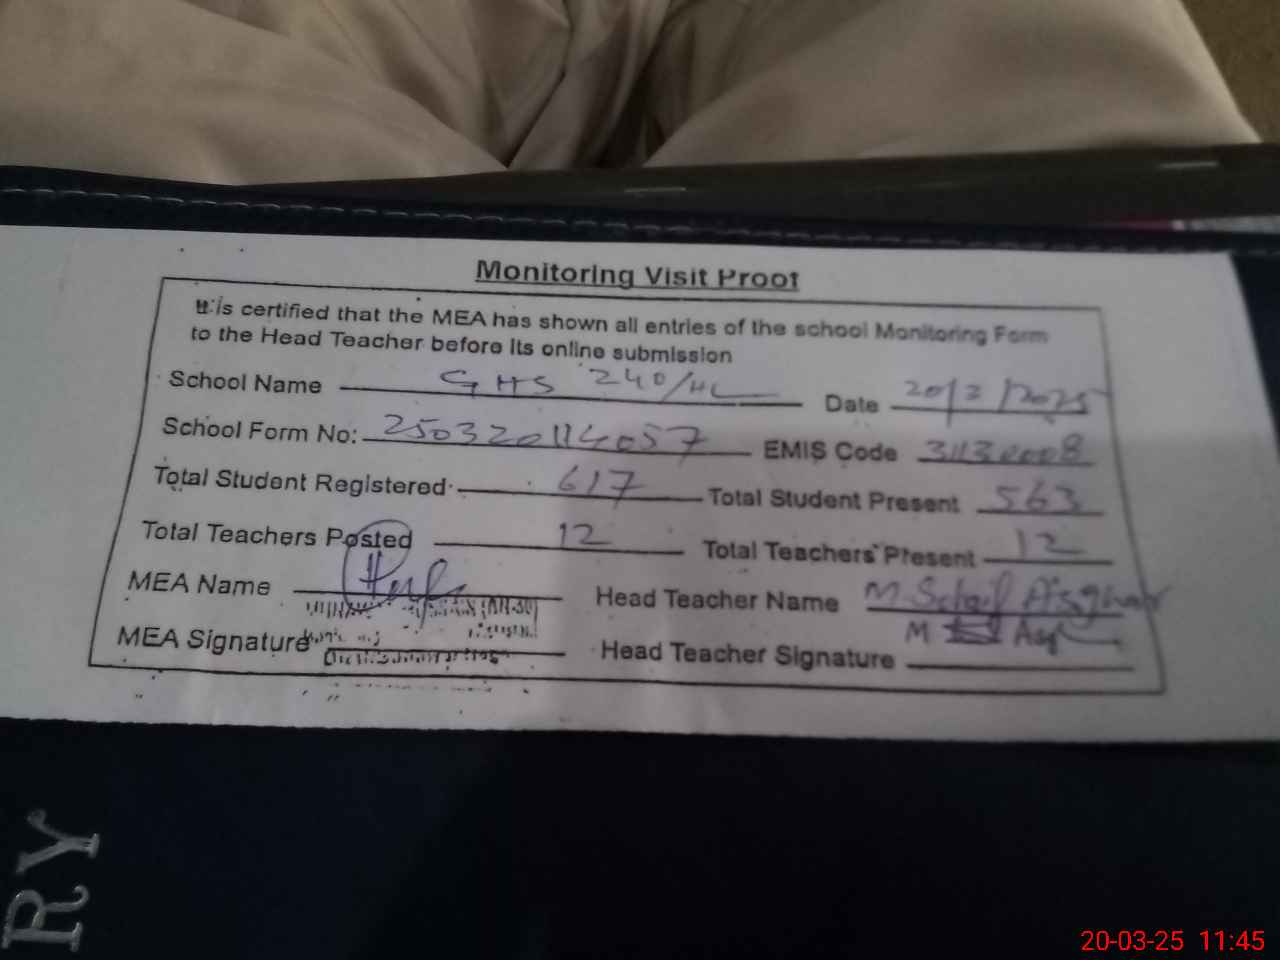 Monitoring Visit Proof
It is certified that the MEA has shown all entries of the school Monitoring Form
to the Head Teacher before its online submission
School Name GHS 240/HL Date 20/3/2025
School Form No: 250320114057 EMIS Code 31130008
Total Student Registered 617 Total Student Present 563
Total Teachers Posted 12 Total Teachers Present 12
MEA Name Head Teacher Name M. Asghar
MEA Signature Head Teacher Signature M
RY
20-03-25 11:45